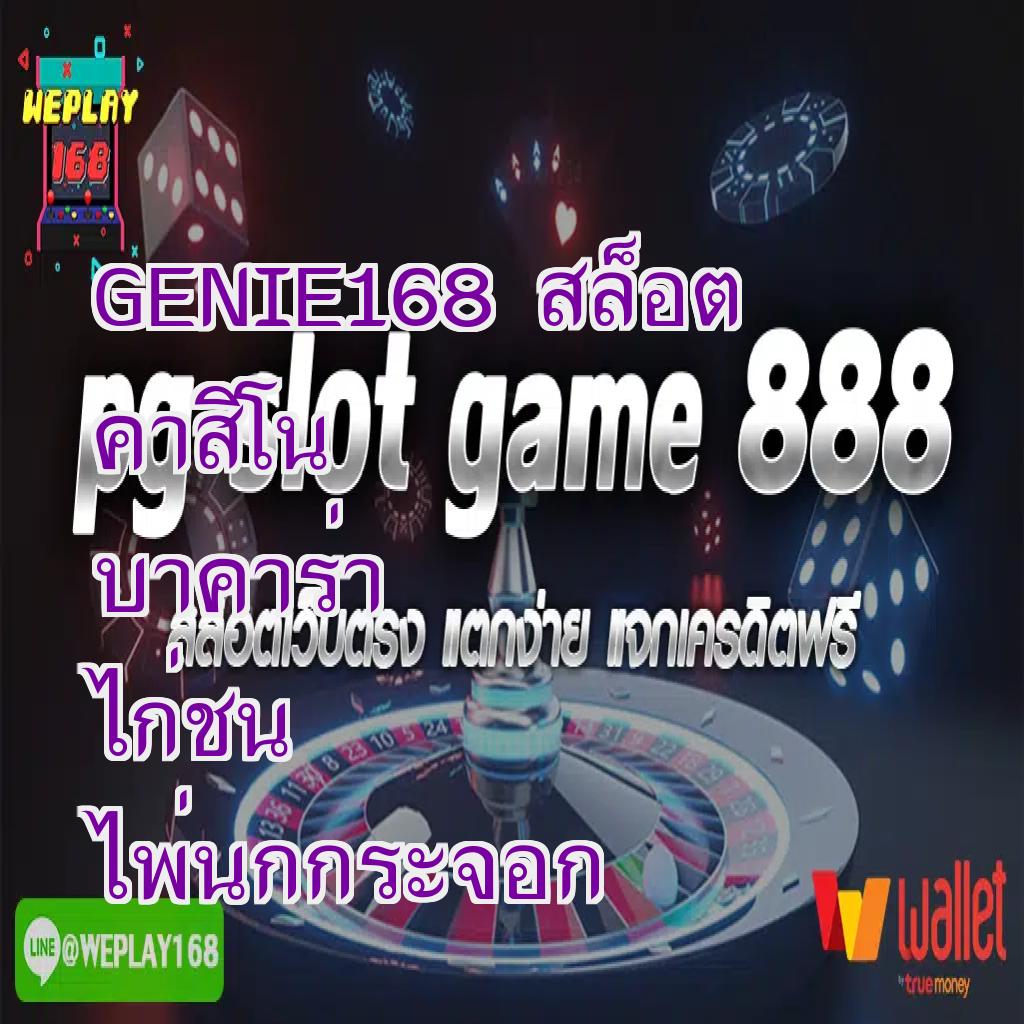 WEPLAY
168
GENIE168 สล็อต
pg slot game 888
คาสิโน
บาคาร่า
สล็อตเว็บตรง แตกง่าย แจกเครดิตฟรี
ไก่ชน
ไพ่นกกระจอก
LINE @WEPLAY168
wallet
by truemoney